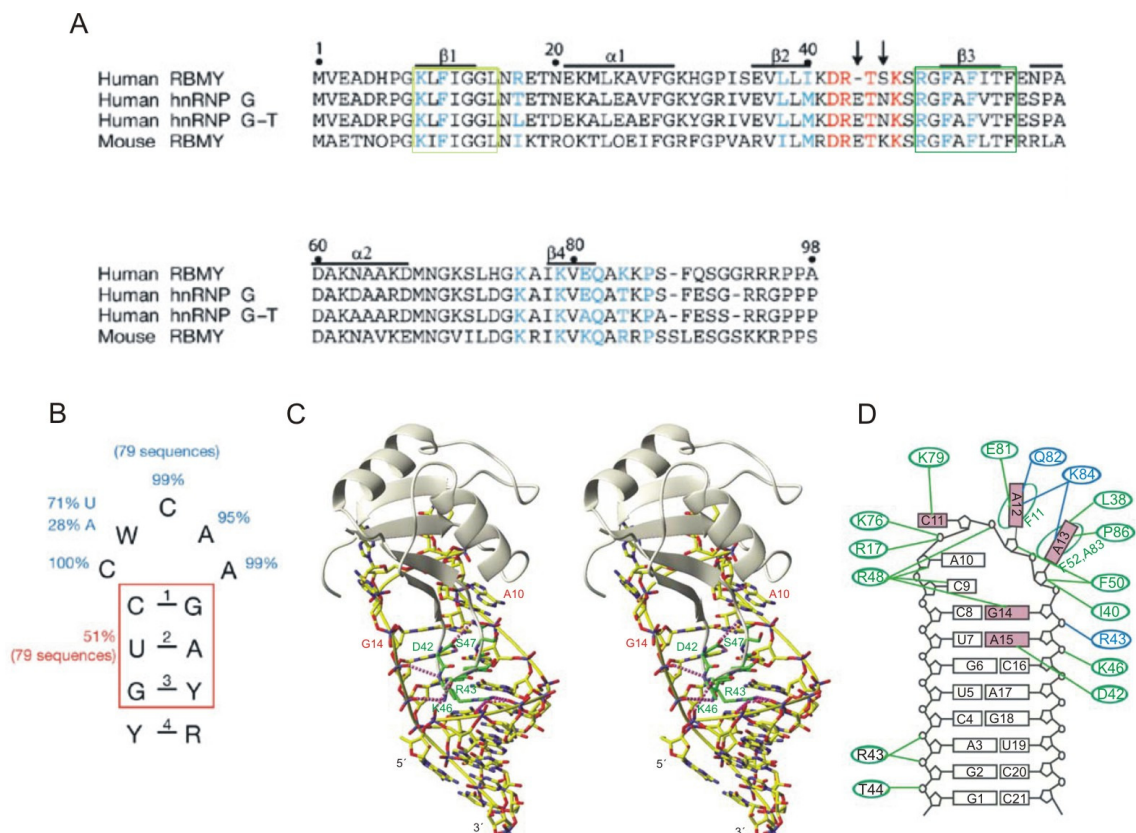 A
1 β1 20 α1 β2 40 β3
Human RBMY MVEADHPGKLFIGGLNRETNEKMLKAVFGKHGPISEVLLIKDR-TSKSRGFAFITFENPA
Human hnRNP G MVEADRPGKLFIGGLNTETNEKALEAVFGKYGRIVEVLLMKDRETNKSRGFAFVTFESPA
Human hnRNP G-T MVEADRPGKLFIGGLNLETDEKALEAEFGKYGRIVEVLLMKDRETNKSRGFAFVTFESPA
Mouse RBMY MAETNOPGKIFIGGLNIKTROKTLOEIFGRFGPVARVILMRDRETKKSRGFAFLTFRRLA
60 α2 β4 80 98
Human RBMY DAKNAAKDMNGKSLHGKAIKVEQAKKPS-FQSGGRRRPPA
Human hnRNP G DAKDAARDMNGKSLDGKAIKVEQATKPS-FESG-RRGPPP
Human hnRNP G-T DAKAAARDMNGKSLDGKAIKVAQATKPA-FESS-RRGPPP
Mouse RBMY DAKNAVKEMNGVILDGKRIKVKQARRPSSLESGSKKRPPS
B
(79 sequences)
99%
71% U
28% A
C
95%
W A
100% C A 99%
C 1 G
51%
(79 sequences)
U 2 A
G 3 Y
Y 4 R
C
A10 A10
G14 D42 S47 G14 D42 S47
R43 R43
K46 K46
5´ 5´
3´ 3´
D
K79 E81 Q82
K84
L38
K76 C11 A12 F11 A13 P86
R17 F52,A83
R48 A10 F50
C9 I40
C8 G14
U7 A15 R43
G6 C16 K46
U5 A17 D42
C4 G18
R43 A3 U19
G2 C20
T44 G1 C21